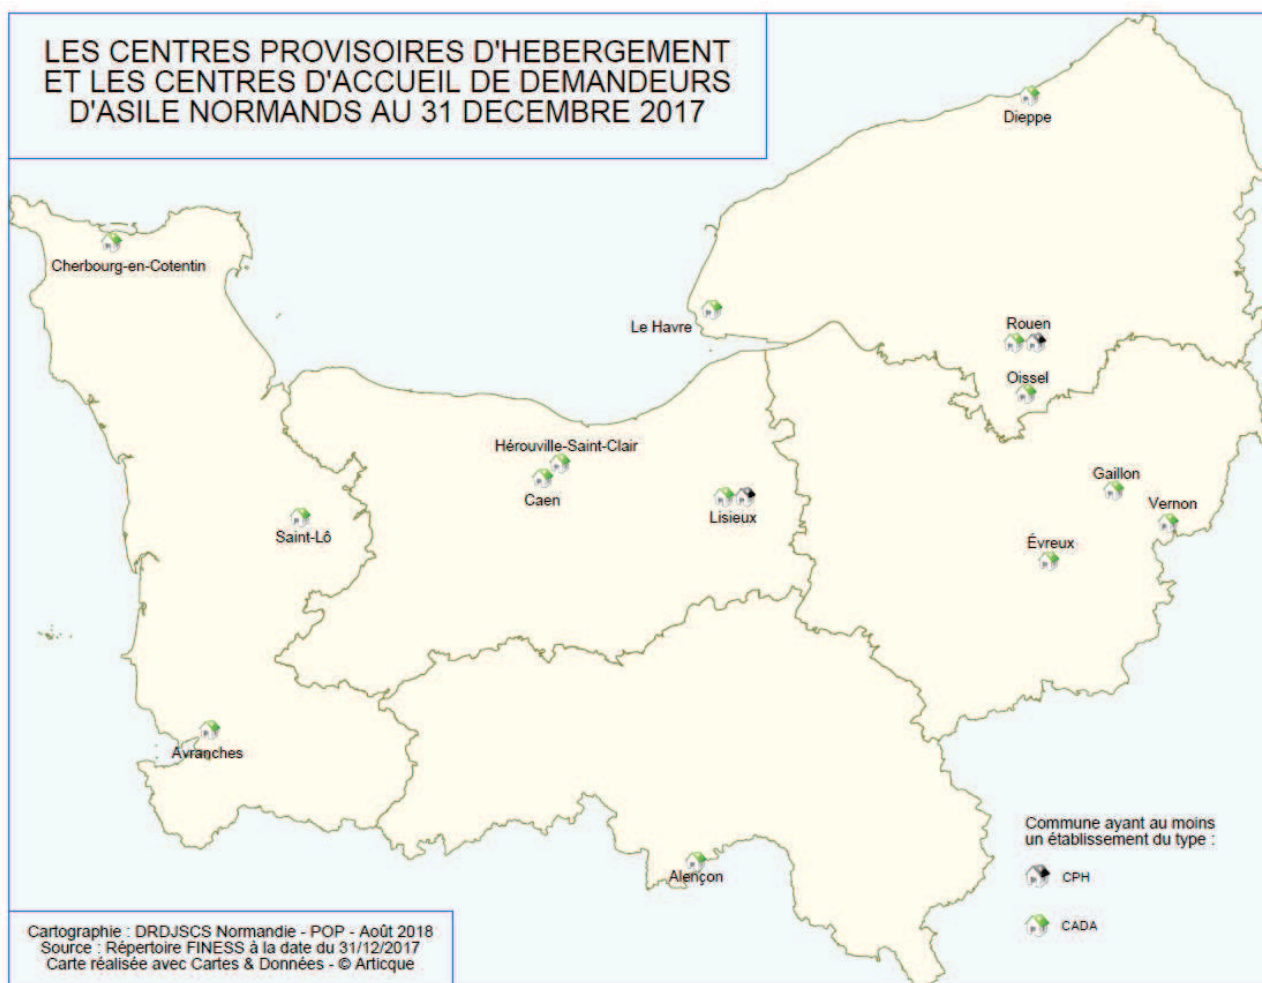 LES CENTRES PROVISOIRES D'HEBERGEMENT
ET LES CENTRES D'ACCUEIL DE DEMANDEURS
D'ASILE NORMANDS AU 31 DECEMBRE 2017
Dieppe
Cherbourg-en-Cotentin
Le Havre
Rouen
Oissel
Hérouville-Saint-Clair
Caen
Lisieux
Gaillon
Vernon
Saint-Lô
Évreux
Avranches
Alençon
Commune ayant au moins
un établissement du type :
CPH
CADA
Cartographie : DRDJSCS Normandie - POP - Août 2018
Source : Répertoire FINESS à la date du 31/12/2017
Carte réalisée avec Cartes & Données - © Articque